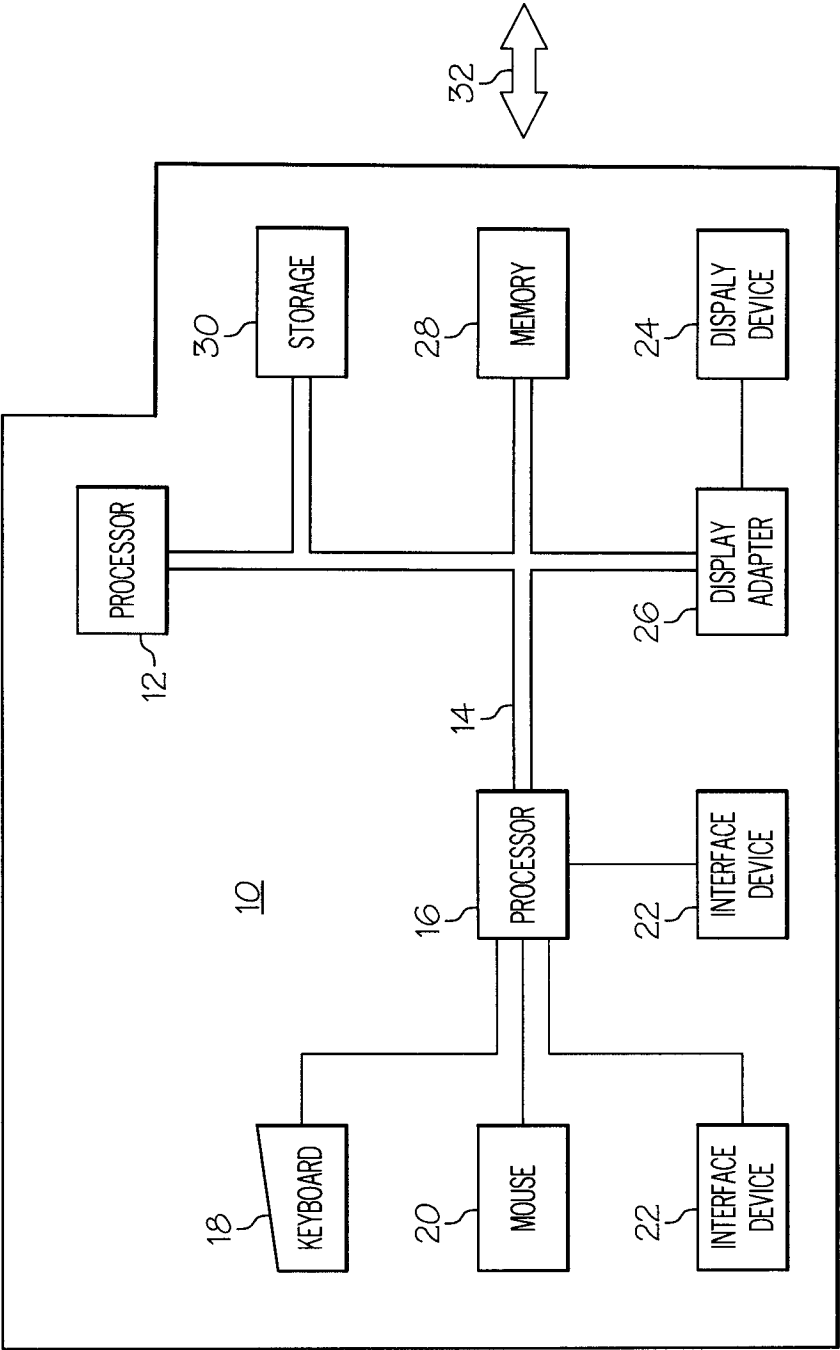 PROCESSOR
12
10
18
KEYBOARD
30
STORAGE
20
MOUSE
16
PROCESSOR
14
28
MEMORY
32
22
INTERFACE
DEVICE
22
INTERFACE
DEVICE
26
DISPLAY
ADAPTER
24
DISPALY
DEVICE